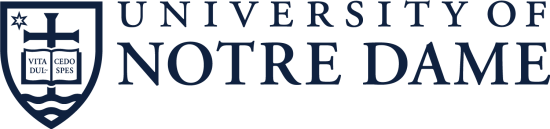 VITA
DUL-
CEDO
SPES
UNIVERSITY OF
NOTRE DAME